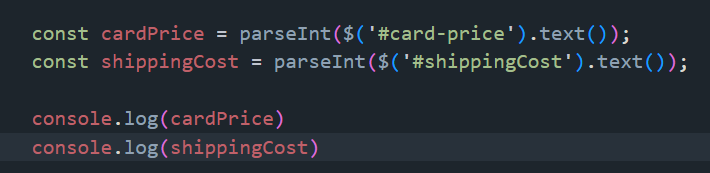 const cardPrice = parseInt($('#card-price').text());
const shippingCost = parseInt($('#shippingCost').text());
console.log(cardPrice)
console.log(shippingCost)